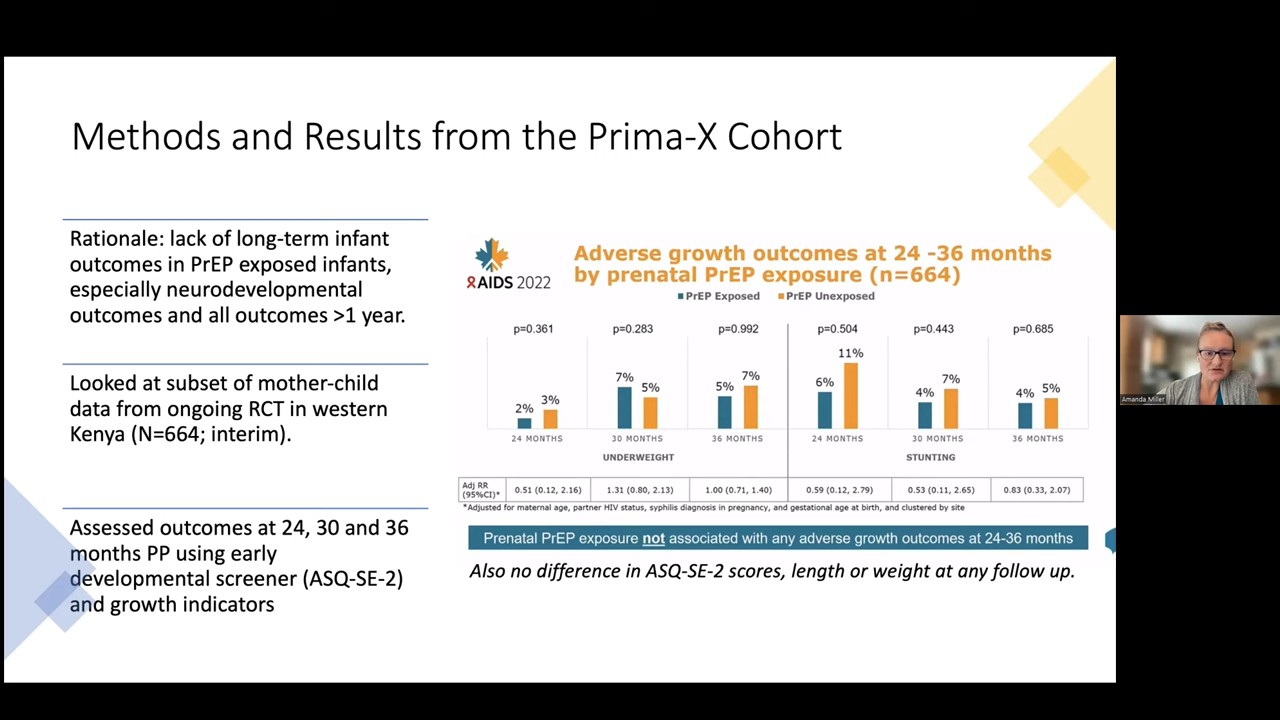 Methods and Results from the Prima-X Cohort
Rationale: lack of long-term infant
outcomes in PrEP exposed infants,
especially neurodevelopmental
outcomes and all outcomes >1 year.
Looked at subset of mother-child
data from ongoing RCT in western
Kenya (N=664; interim).
Assessed outcomes at 24, 30 and 36
months PP using early
developmental screener (ASQ-SE-2)
and growth indicators
AIDS 2022
Adverse growth outcomes at 24 -36 months
by prenatal PrEP exposure (n=664)
PrEP Exposed PrEP Unexposed
p=0.361 p=0.283 p=0.992 p=0.504 p=0.443 p=0.685
2% 3% 7% 5% 5% 7% 6% 11% 4% 7% 4% 5%
24 MONTHS 30 MONTHS 36 MONTHS 24 MONTHS 30 MONTHS 36 MONTHS
UNDERWEIGHT STUNTING
Adj RR
(95%CI)* 0.51 (0.12, 2.16) 1.31 (0.80, 2.13) 1.00 (0.71, 1.40) 0.59 (0.12, 2.79) 0.53 (0.11, 2.65) 0.83 (0.33, 2.07)
*Adjusted for maternal age, partner HIV status, syphilis diagnosis in pregnancy, and gestational age at birth, and clustered by site
Prenatal PrEP exposure not associated with any adverse growth outcomes at 24-36 months
Also no difference in ASQ-SE-2 scores, length or weight at any follow up.
Amanda Miller